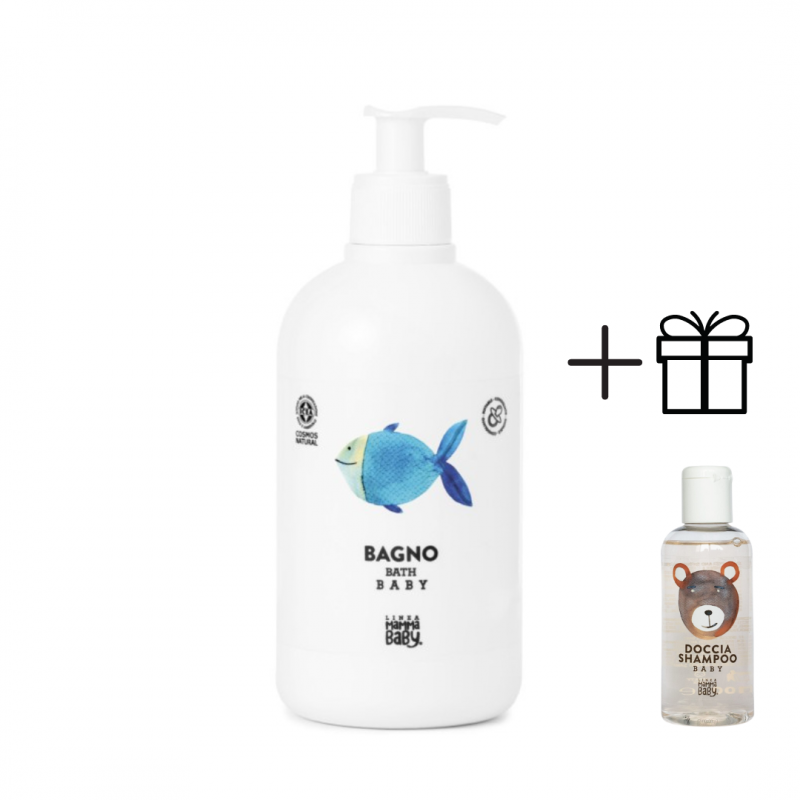 COSMOS
NATURAL
BAGNO
BATH
BABY
LINEA
MAMMA
BABY.
DOCCIA
SHAMPOO
BABY
LINEA
MAMMA
BABY.